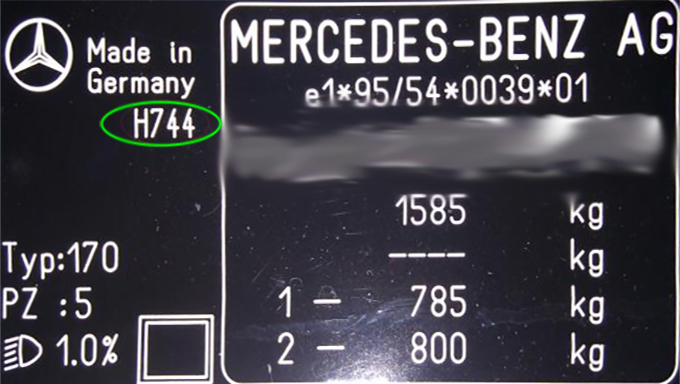 Made in
Germany
H744
Typ:170
PZ :5
1.0%
MERCEDES-BENZ AG
e1*95/54*0039*01
1585 kg
---- kg
1 - 785 kg
2 - 800 kg